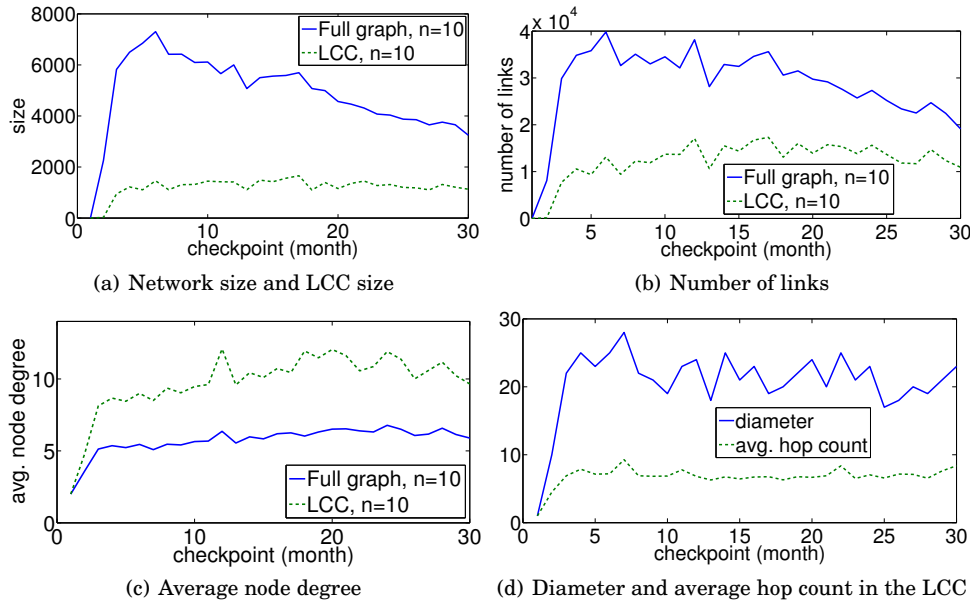 8000
6000
4000
2000
0
size
0
10
20
30
checkpoint (month)
Full graph, n=10
LCC, n=10
(a) Network size and LCC size
x 10⁴
4
3
2
1
0
number of links
5
10
15
20
25
30
checkpoint (month)
Full graph, n=10
LCC, n=10
(b) Number of links
10
5
0
avg. node degree
0
10
20
30
checkpoint (month)
Full graph, n=10
LCC, n=10
(c) Average node degree
30
20
10
0
0
5
10
15
20
25
30
checkpoint (month)
diameter
avg. hop count
(d) Diameter and average hop count in the LCC